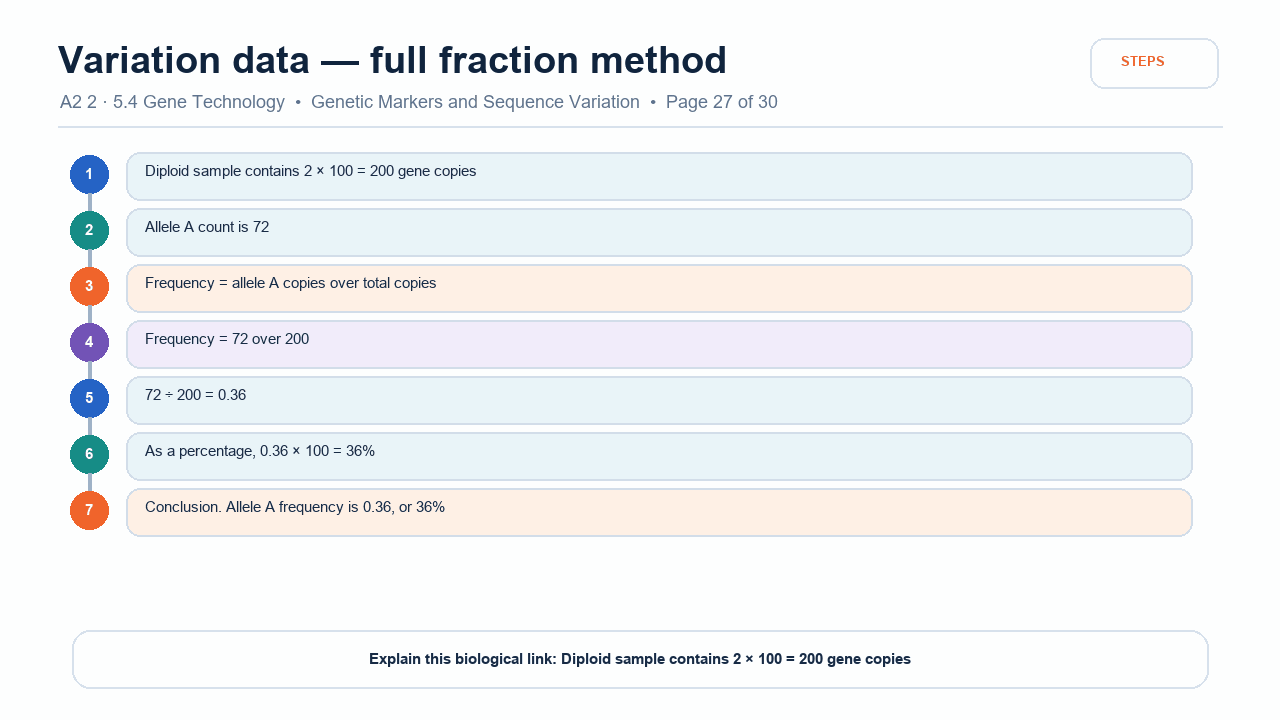 Variation data — full fraction method
STEPS
A2 2 · 5.4 Gene Technology • Genetic Markers and Sequence Variation • Page 27 of 30
1 Diploid sample contains 2 × 100 = 200 gene copies
2 Allele A count is 72
3 Frequency = allele A copies over total copies
4 Frequency = 72 over 200
5 72 ÷ 200 = 0.36
6 As a percentage, 0.36 × 100 = 36%
7 Conclusion. Allele A frequency is 0.36, or 36%
Explain this biological link: Diploid sample contains 2 × 100 = 200 gene copies